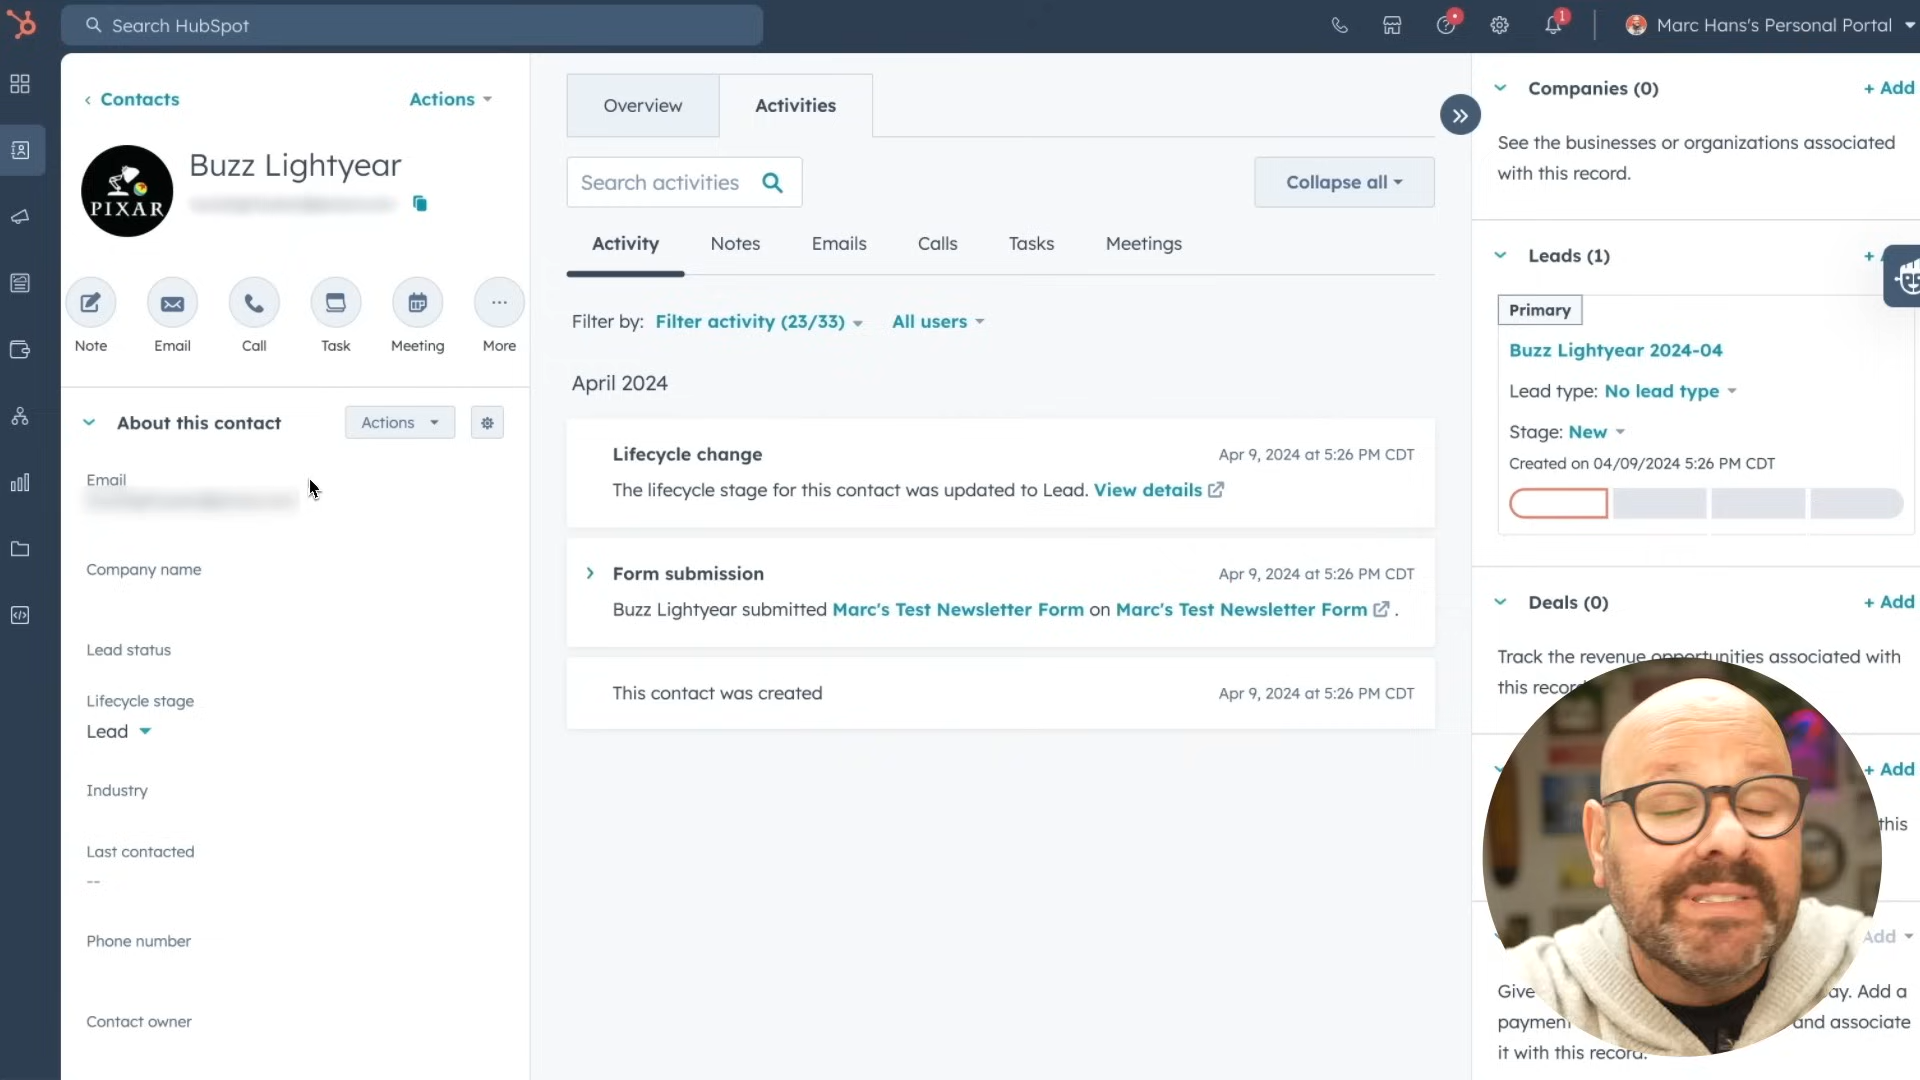 Search HubSpot
1
Marc Hans's Personal Portal
Contacts
Actions
PIXAR
Buzz Lightyear
Note
Email
Call
Task
Meeting
More
About this contact
Actions
Email
Company name
Lead status
Lifecycle stage
Lead
Industry
Last contacted
--
Phone number
Contact owner
Overview
Activities
Search activities
Collapse all
Activity
Notes
Emails
Calls
Tasks
Meetings
Filter by: Filter activity (23/33)
All users
April 2024
Lifecycle change
Apr 9, 2024 at 5:26 PM CDT
The lifecycle stage for this contact was updated to Lead. View details
Form submission
Apr 9, 2024 at 5:26 PM CDT
Buzz Lightyear submitted Marc's Test Newsletter Form on Marc's Test Newsletter Form .
This contact was created
Apr 9, 2024 at 5:26 PM CDT
Companies (0)
+ Add
See the businesses or organizations associated
with this record.
Leads (1)
+
Primary
Buzz Lightyear 2024-04
Lead type: No lead type
Stage: New
Created on 04/09/2024 5:26 PM CDT
Deals (0)
+ Add
Track the revenue opportunities associated with
this record
+ Add
this
Add
Give
ay. Add a
payment
and associate
it with this record.